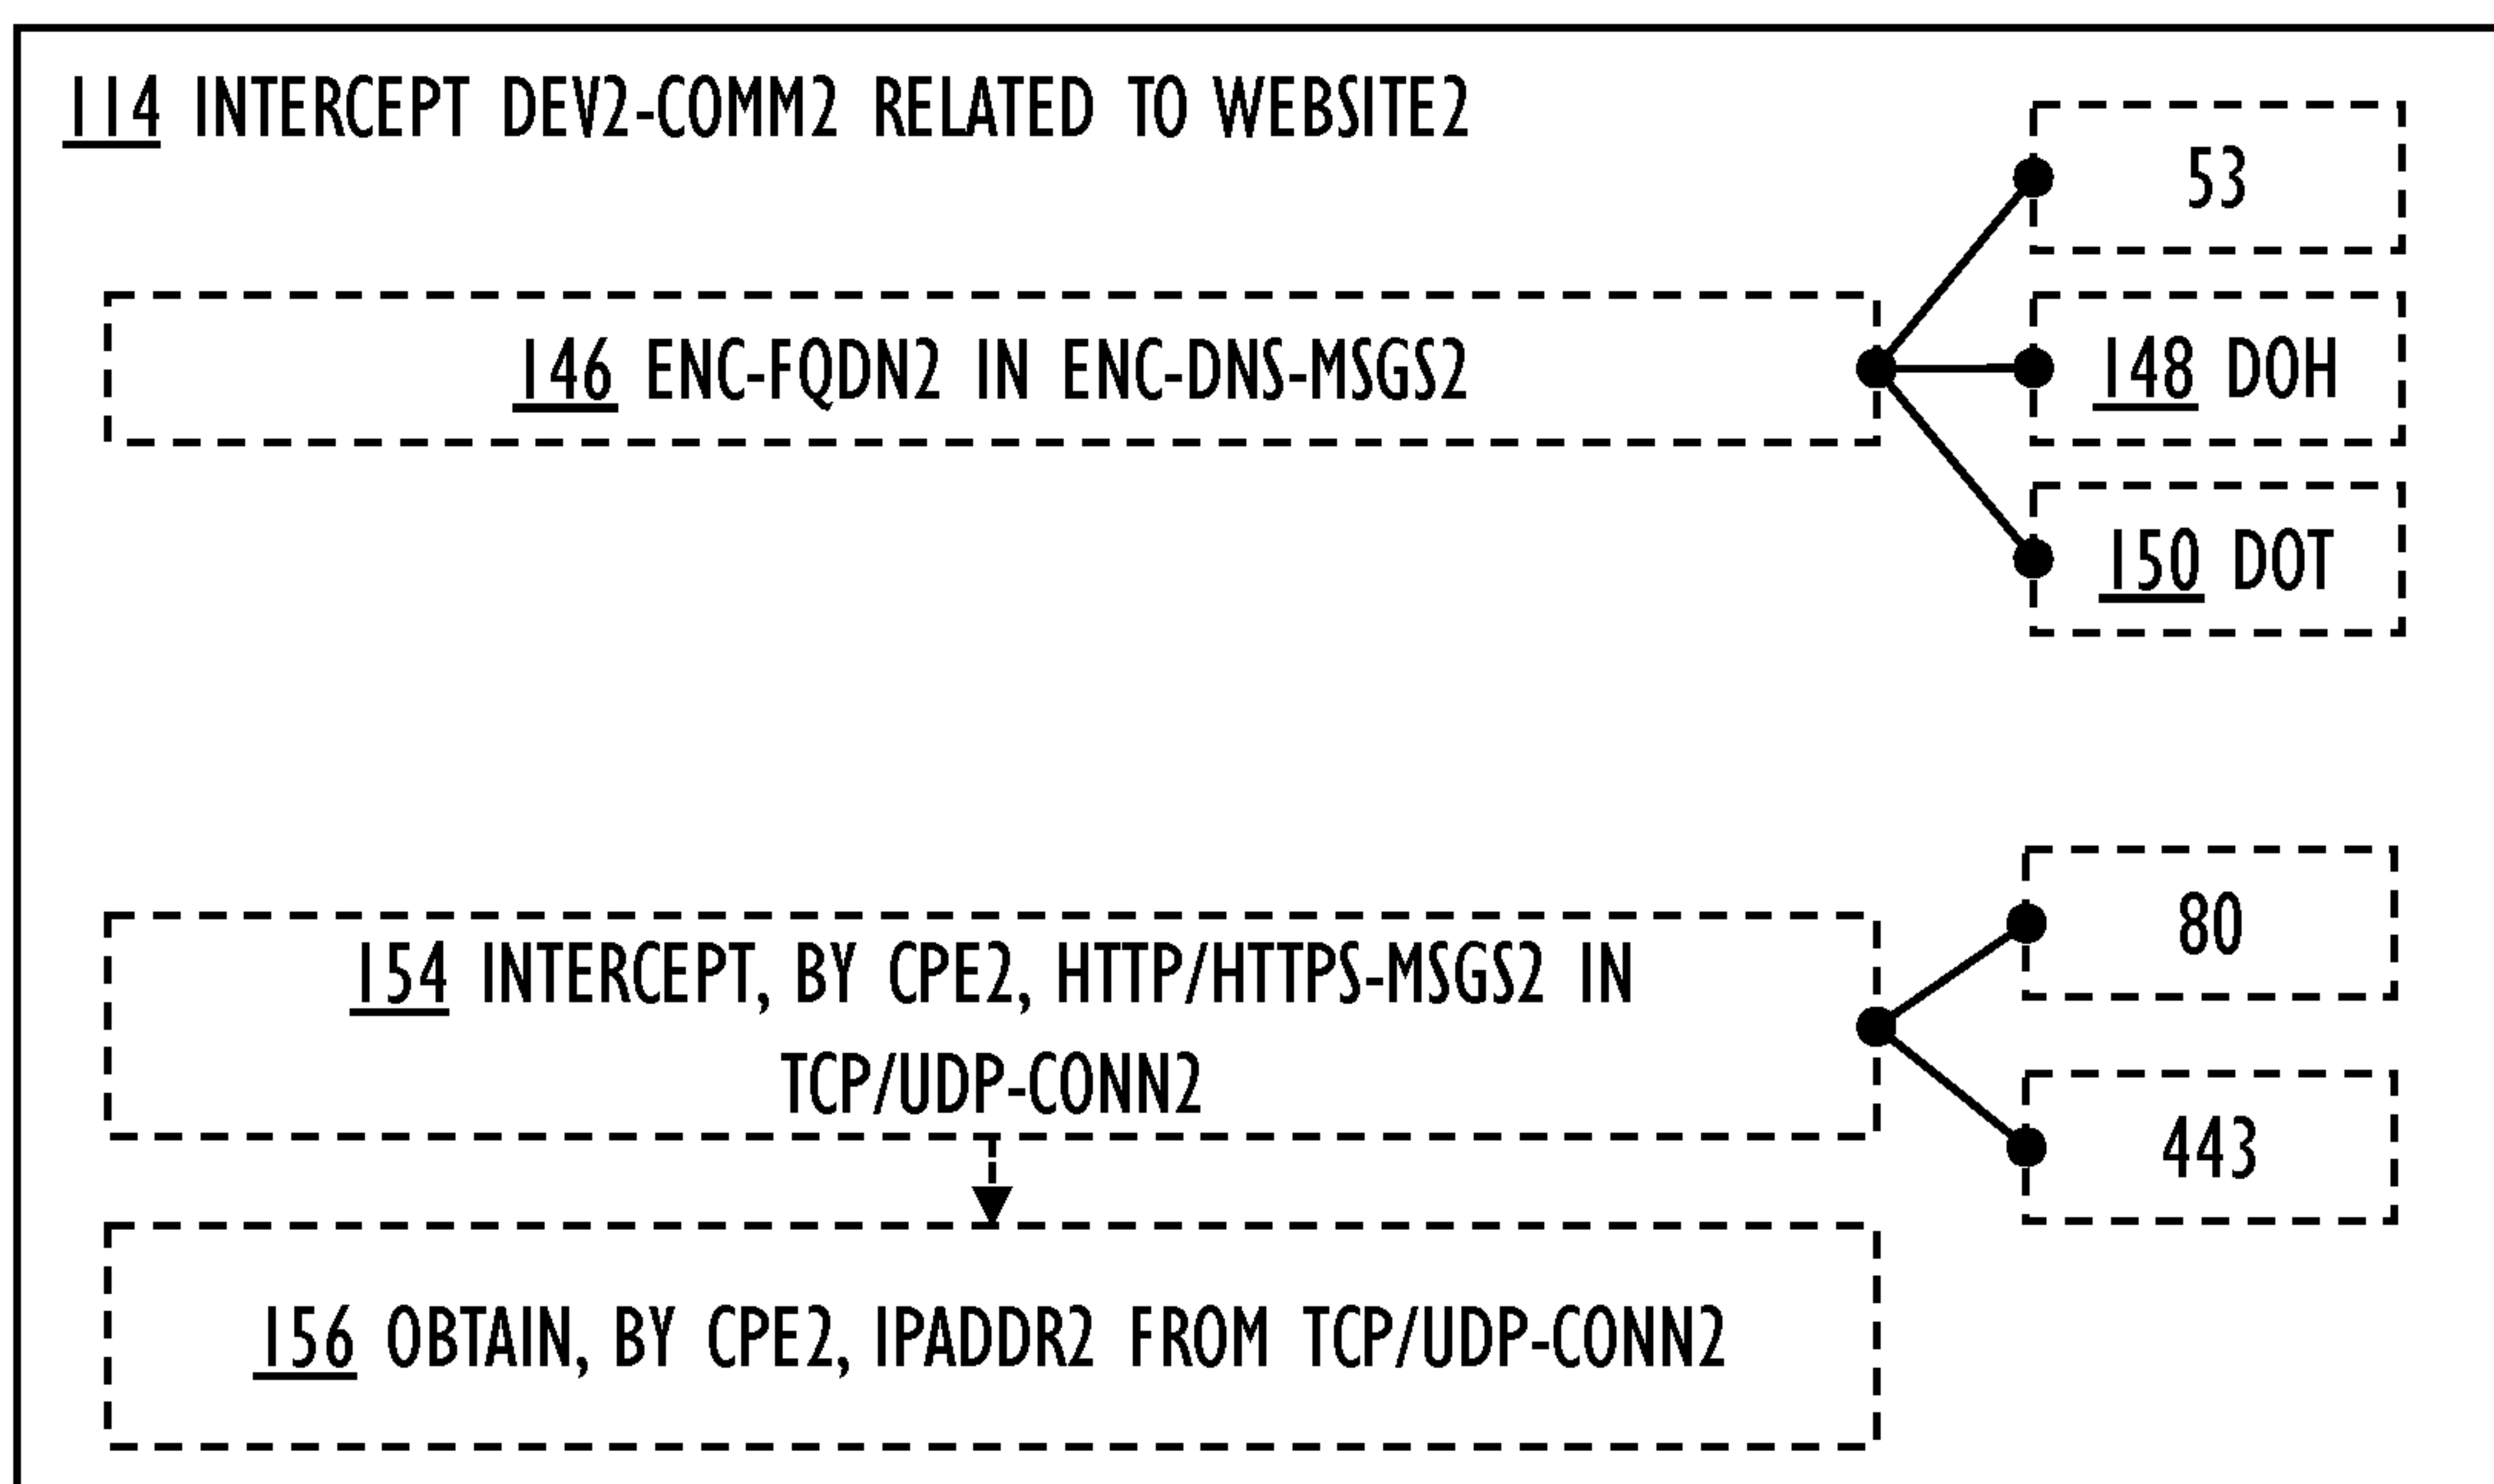 114 INTERCEPT DEV2-COMM2 RELATED TO WEBSITE2
53
146 ENC-FQDN2 IN ENC-DNS-MSGS2
148 DOH
150 DOT
80
154 INTERCEPT, BY CPE2, HTTP/HTTPS-MSGS2 IN
TCP/UDP-CONN2
443
156 OBTAIN, BY CPE2, IPADDR2 FROM TCP/UDP-CONN2